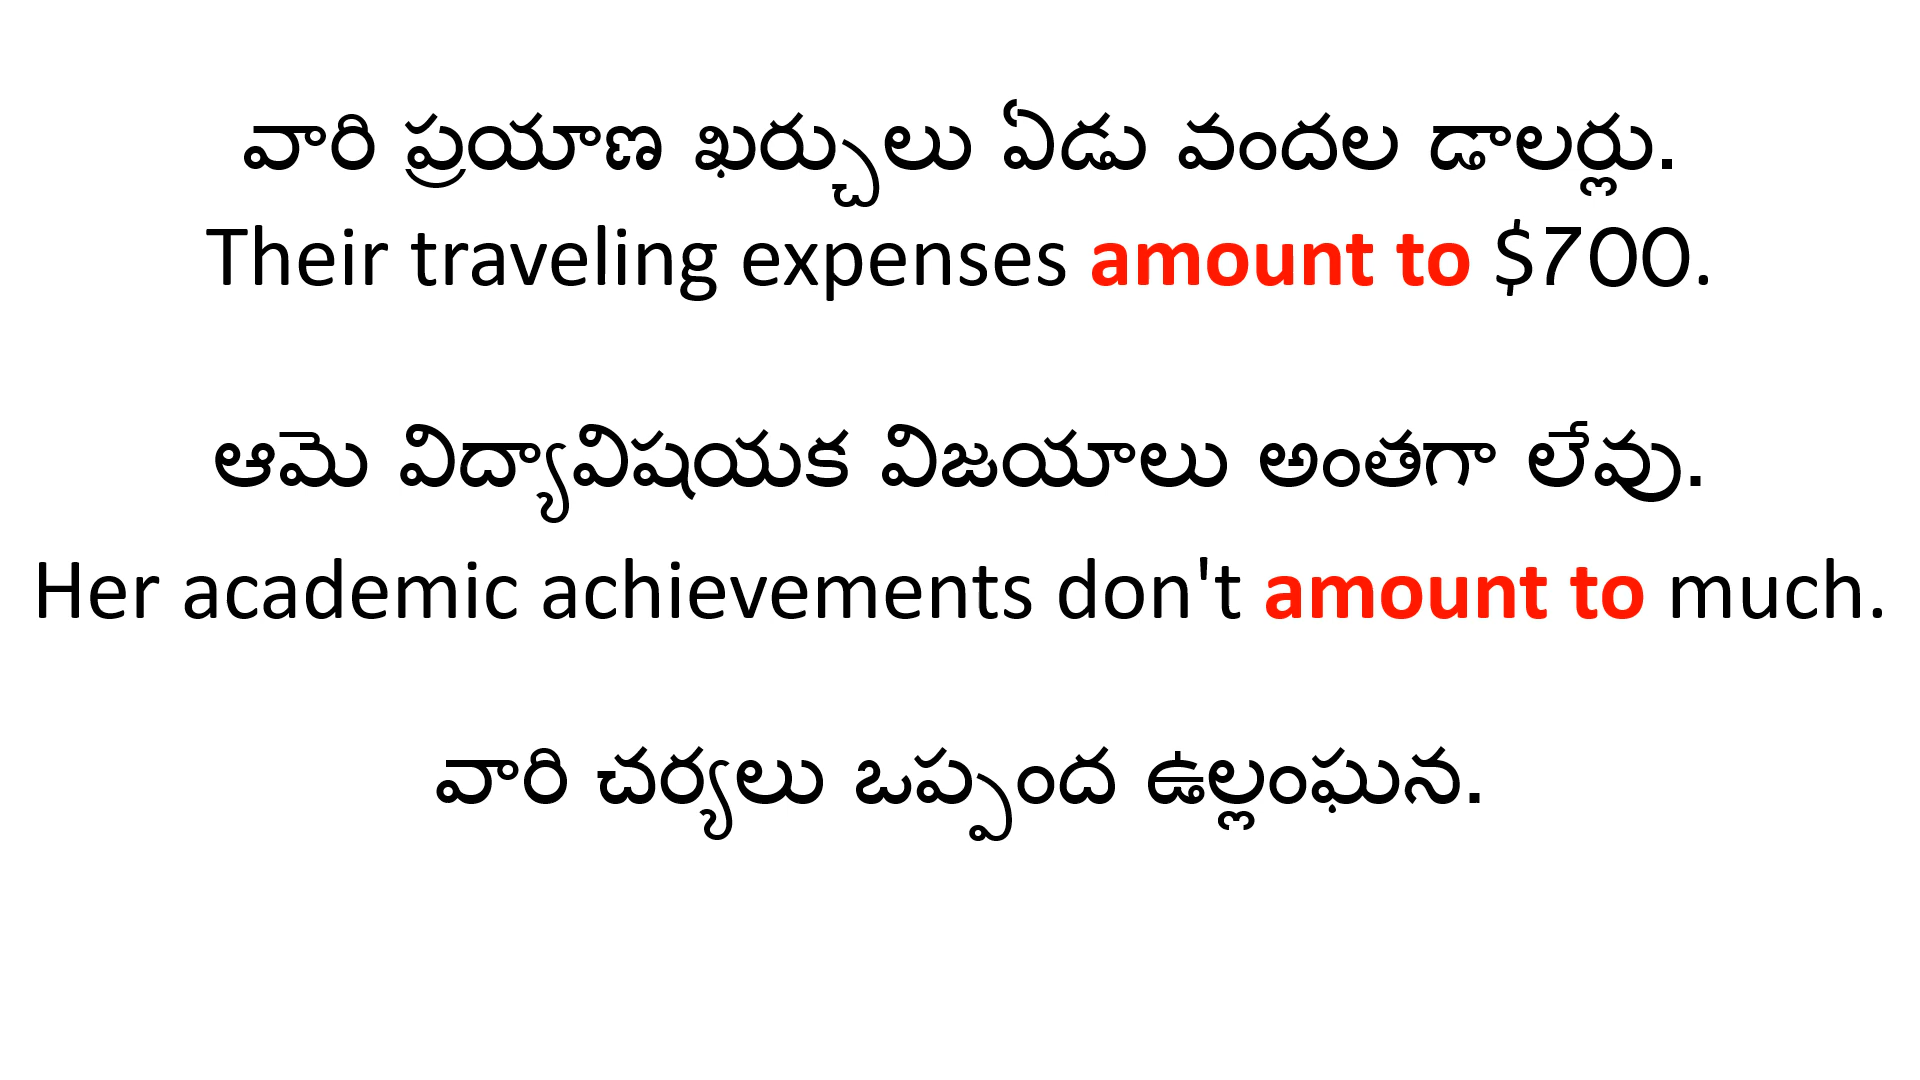 వారి ప్రయాణ ఖర్చులు ఏడు వందల డాలర్లు.
Their traveling expenses amount to $700.
ఆమె విద్యావిషయక విజయాలు అంతగా లేవు.
Her academic achievements don't amount to much.
వారి చర్యలు ఒప్పంద ఉల్లంఘన.